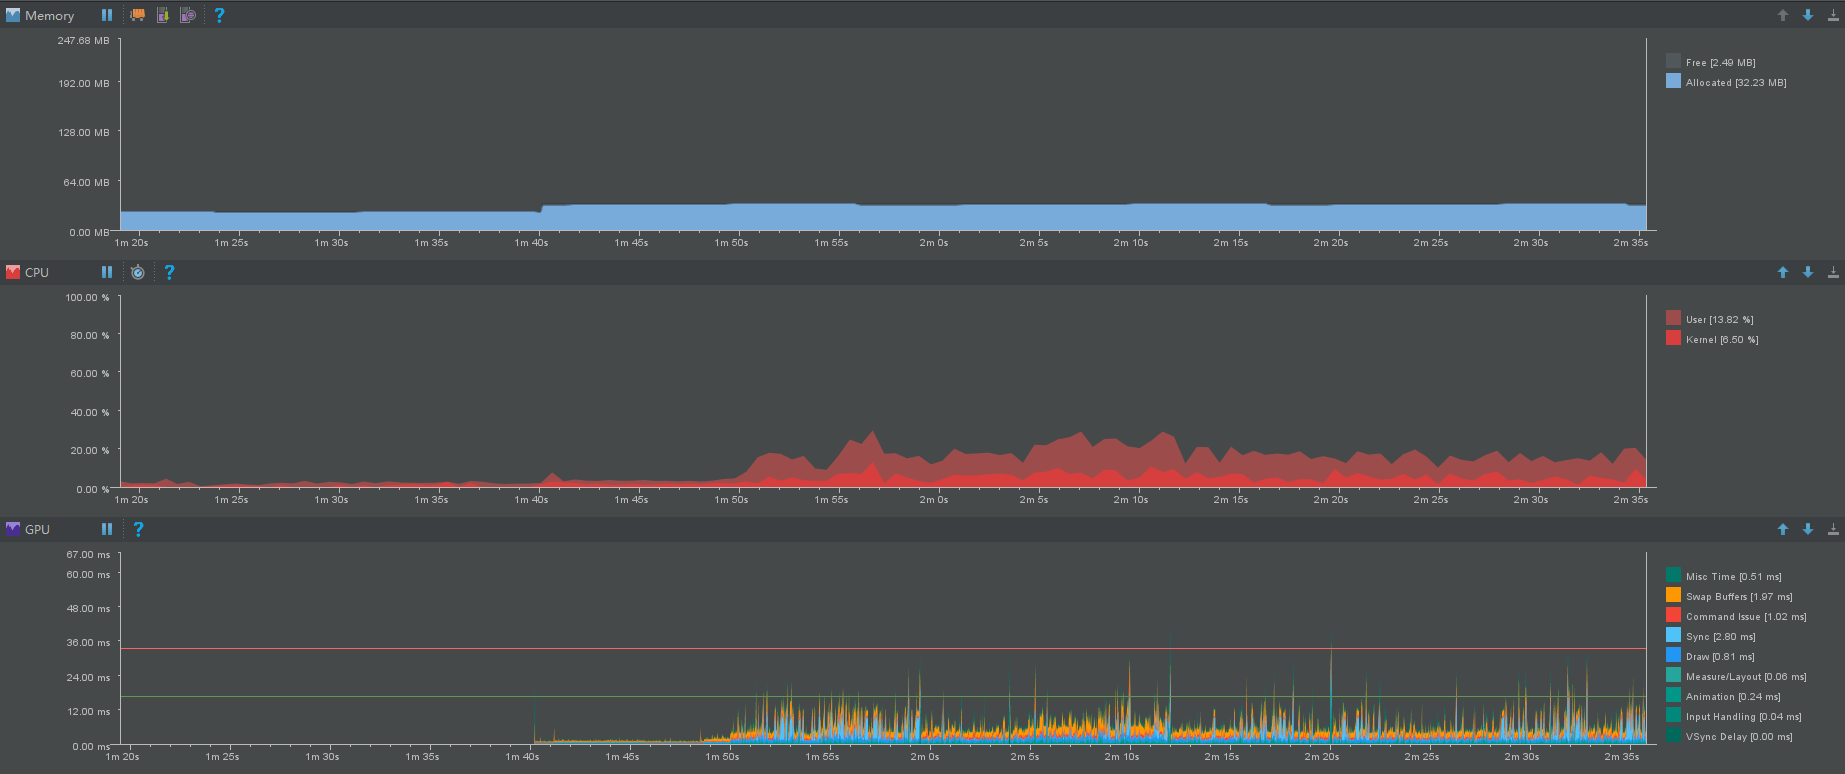 Memory
?
247.68 MB
192.00 MB
128.00 MB
64.00 MB
0.00 MB
1m 20s 1m 25s 1m 30s 1m 35s 1m 40s 1m 45s 1m 50s 1m 55s 2m 0s 2m 5s 2m 10s 1m 15s 2m 20s 2m 25s 2m 30s 2m 35s
Free [2.49 MB]
Allocated [32.23 MB]
CPU
?
100.00 %
80.00 %
60.00 %
40.00 %
20.00 %
0.00 %
1m 20s 1m 25s 1m 30s 1m 35s 1m 40s 1m 45s 1m 50s 1m 55s 2m 0s 2m 5s 2m 10s 1m 15s 2m 20s 2m 25s 2m 30s 2m 35s
User [13.82 %]
Kernel [6.50 %]
GPU
?
67.00 ms
60.00 ms
48.00 ms
36.00 ms
24.00 ms
12.00 ms
0.00 ms
1m 20s 1m 25s 1m 30s 1m 35s 1m 40s 1m 45s 1m 50s 1m 55s 2m 0s 2m 5s 2m 10s 2m 15s 2m 20s 2m 25s 2m 30s 2m 35s
Misc Time [0.51 ms]
Swap Buffers [1.97 ms]
Command Issue [1.02 ms]
Sync [2.80 ms]
Draw [0.81 ms]
Measure/Layout [0.06 ms]
Animation [0.24 ms]
Input Handling [0.04 ms]
VSync Delay [0.00 ms]